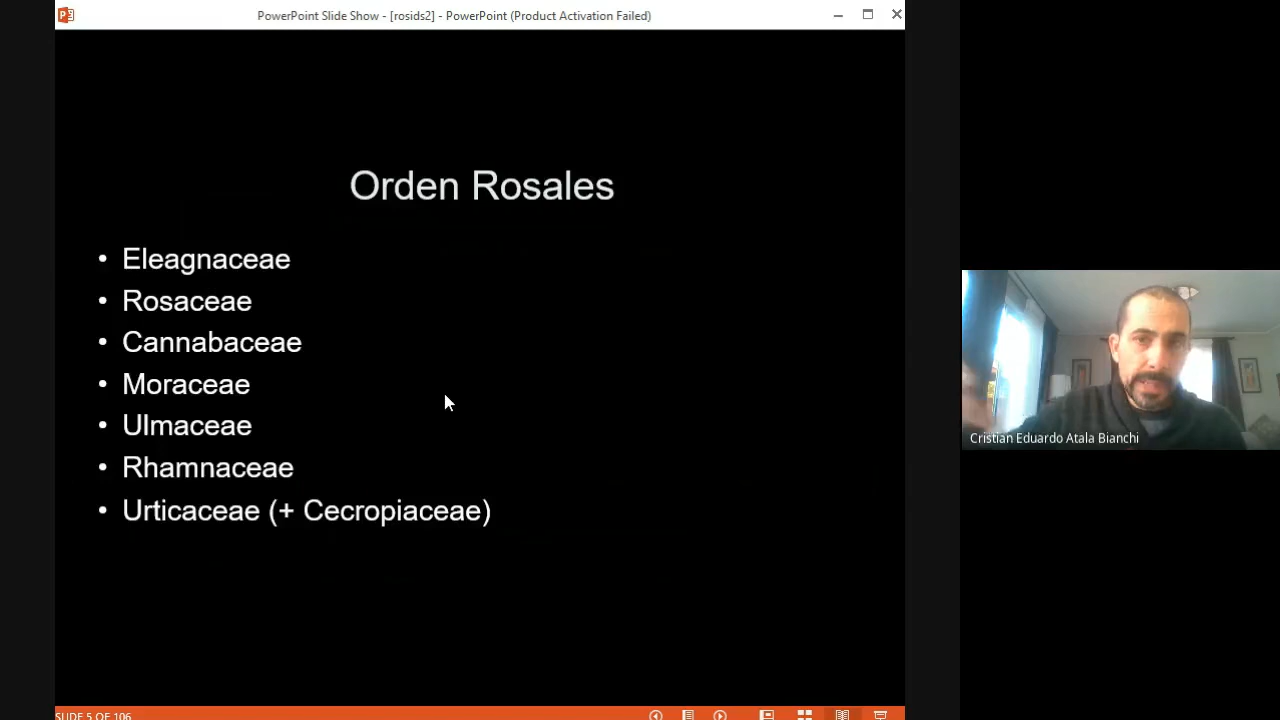 PowerPoint Slide Show - [rosids2] - PowerPoint (Product Activation Failed)
Orden Rosales
• Eleagnaceae
• Rosaceae
• Cannabaceae
• Moraceae
• Ulmaceae
• Rhamnaceae
• Urticaceae (+ Cecropiaceae)
Cristian Eduardo Atala Bianchi
SLIDE 5 OF 106